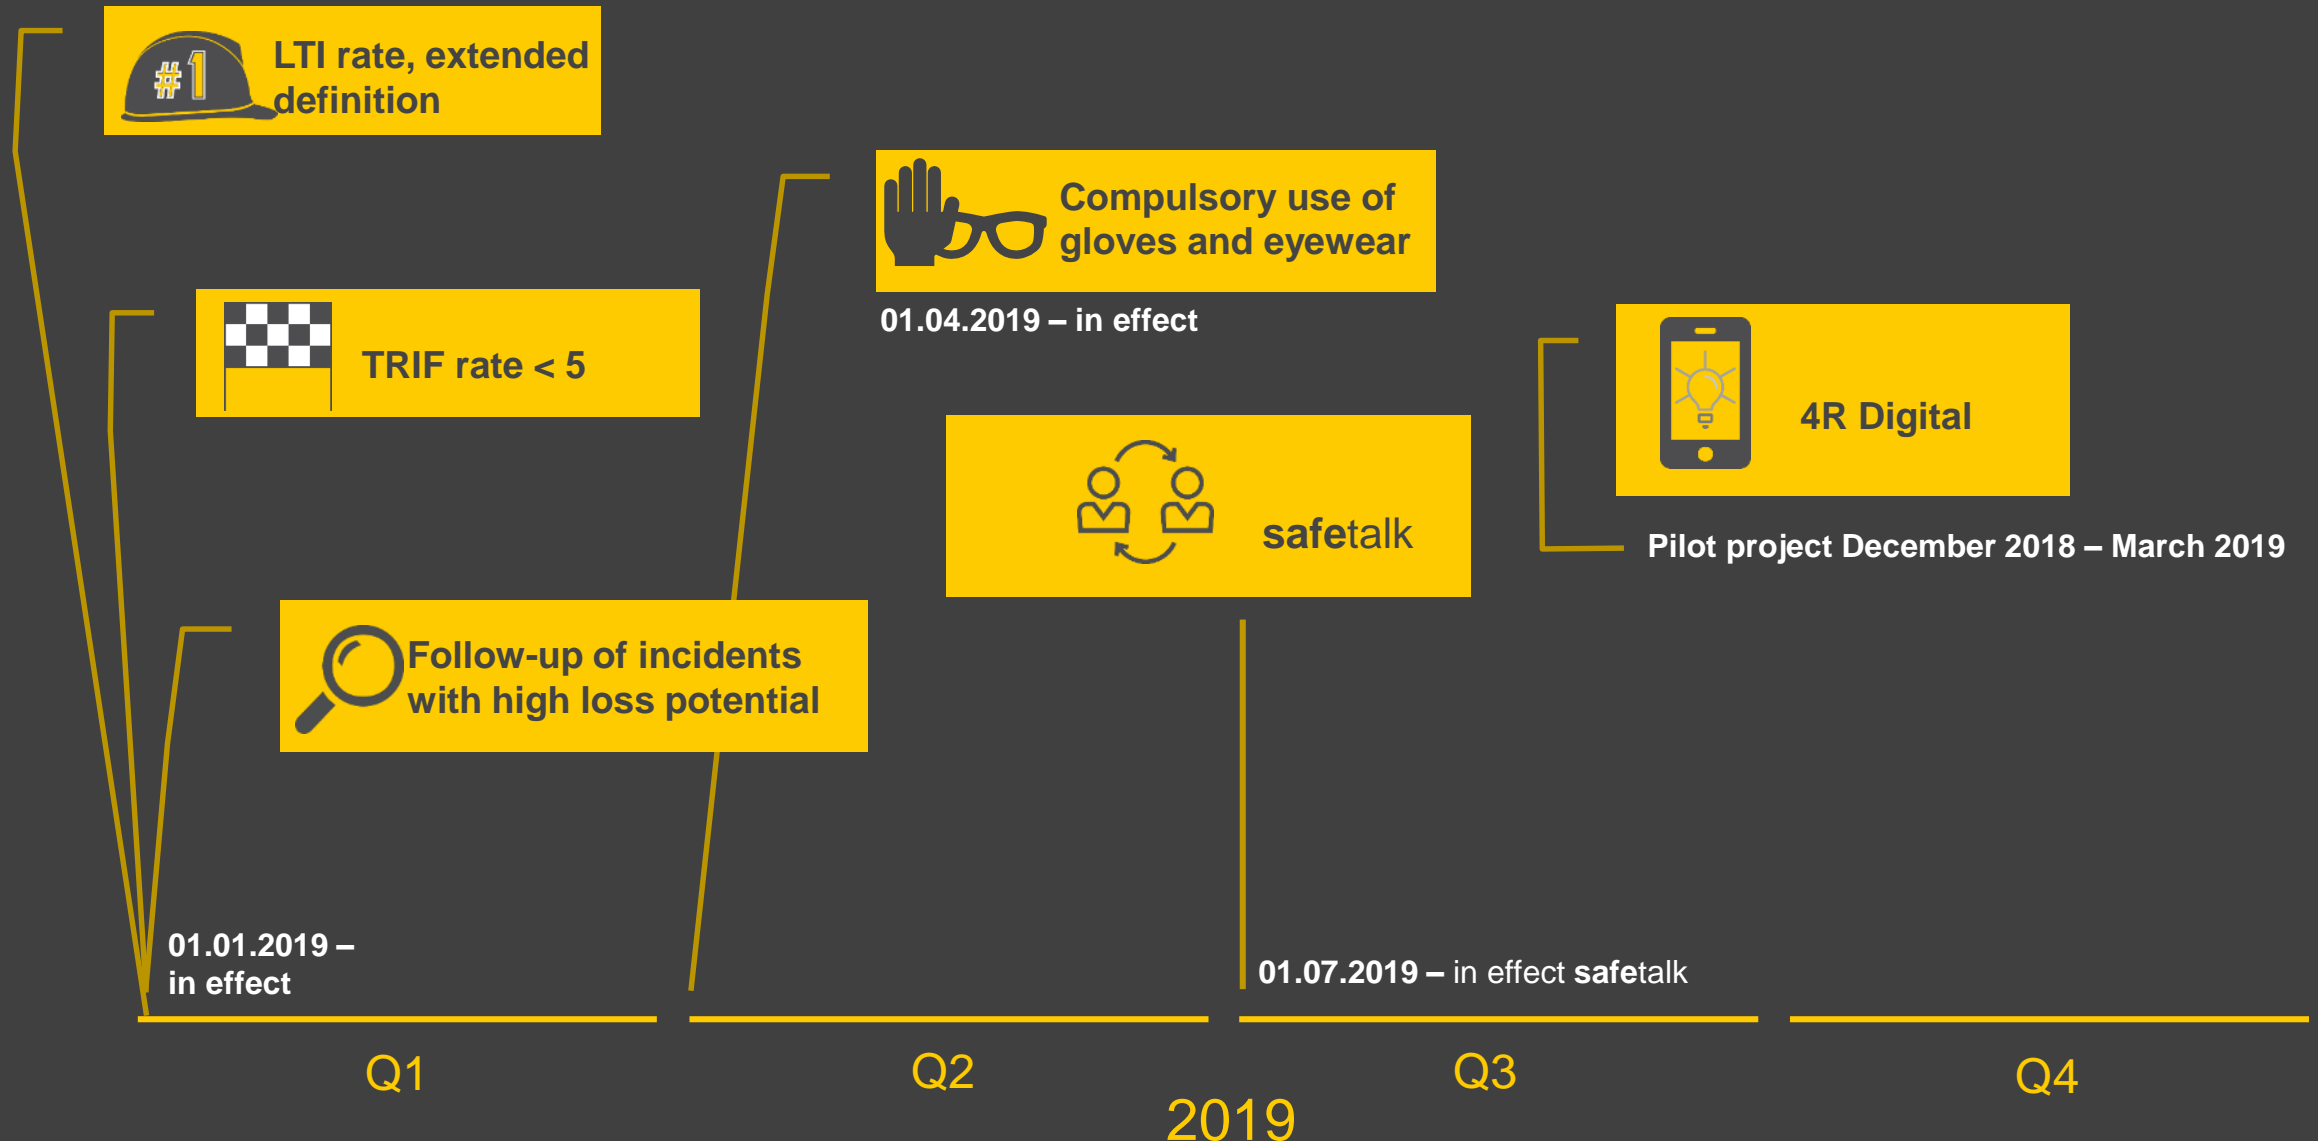 #1
LTI rate, extended
definition
Compulsory use of
gloves and eyewear
01.04.2019 – in effect
TRIF rate < 5
4R Digital
Pilot project December 2018 – March 2019
safetalk
Follow-up of incidents
with high loss potential
01.01.2019 –
in effect
01.07.2019 – in effect safetalk
Q1
Q2
Q3
Q4
2019